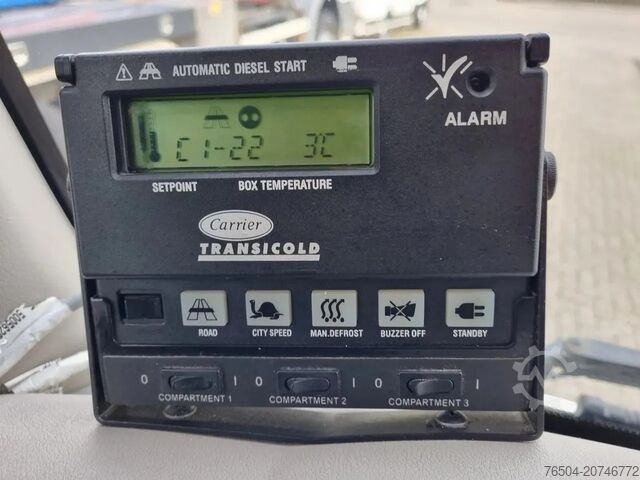 AUTOMATIC DIESEL START
ALARM
C1-22 3C
SETPOINT BOX TEMPERATURE
Carrier
TRANSICOLD
ROAD CITY SPEED MAN.DEFROST BUZZER OFF STANDBY
0 I 0 I 0 I
COMPARTMENT 1 COMPARTMENT 2 COMPARTMENT 3
76504-20746772